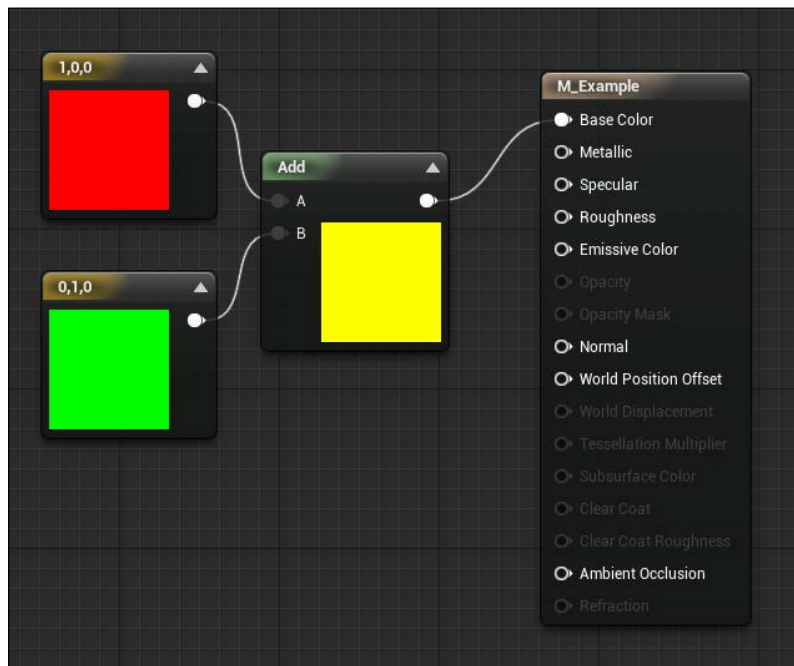 1,0,0
0,1,0
Add
A
B
M_Example
Base Color
Metallic
Specular
Roughness
Emissive Color
Opacity
Opacity Mask
Normal
World Position Offset
World Displacement
Tessellation Multiplier
Subsurface Color
Clear Coat
Clear Coat Roughness
Ambient Occlusion
Refraction